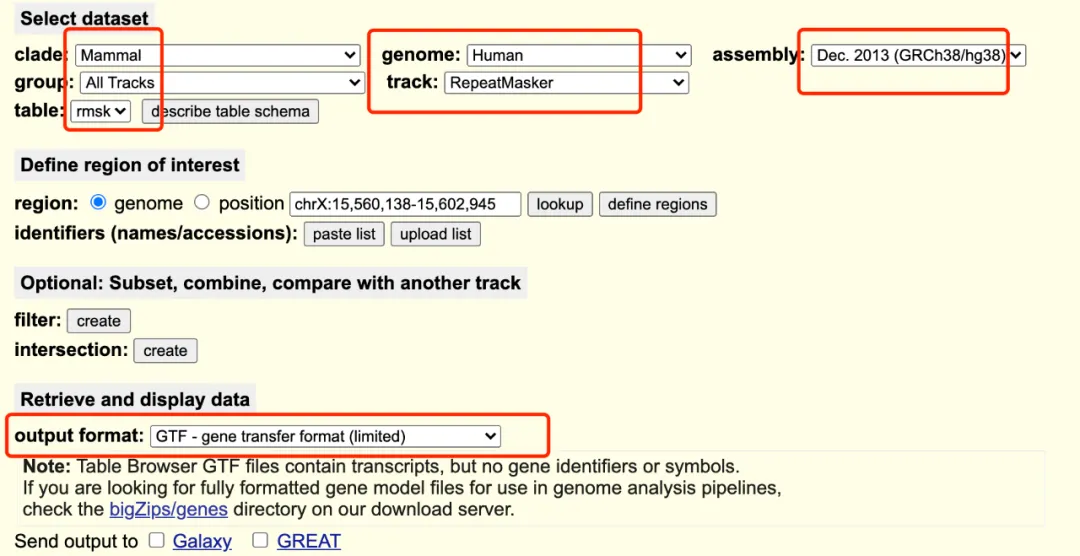 Select dataset
clade: Mammal genome: Human assembly: Dec. 2013 (GRCh38/hg38)
group: All Tracks track: RepeatMasker
table: rmsk describe table schema
Define region of interest
region: genome position chrX:15,560,138-15,602,945 lookup define regions
identifiers (names/accessions): paste list upload list
Optional: Subset, combine, compare with another track
filter: create
intersection: create
Retrieve and display data
output format: GTF - gene transfer format (limited)
Note: Table Browser GTF files contain transcripts, but no gene identifiers or symbols.
If you are looking for fully formatted gene model files for use in genome analysis pipelines,
check the bigZips/genes directory on our download server.
Send output to Galaxy GREAT